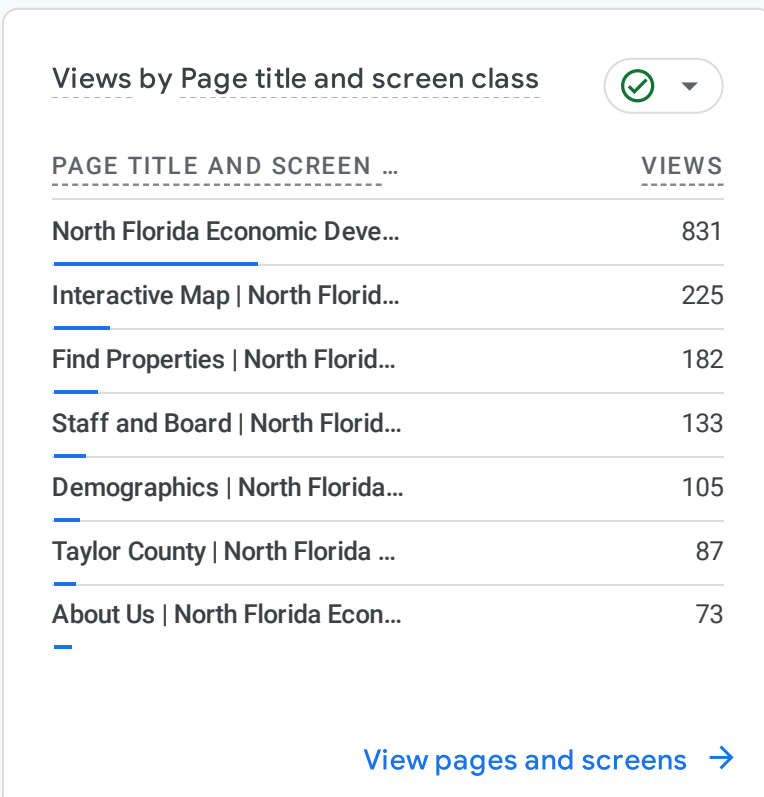 Views by Page title and screen class
PAGE TITLE AND SCREEN … VIEWS
North Florida Economic Deve… 831
Interactive Map | North Florid… 225
Find Properties | North Florid… 182
Staff and Board | North Florid… 133
Demographics | North Florida… 105
Taylor County | North Florida … 87
About Us | North Florida Econ… 73
View pages and screens